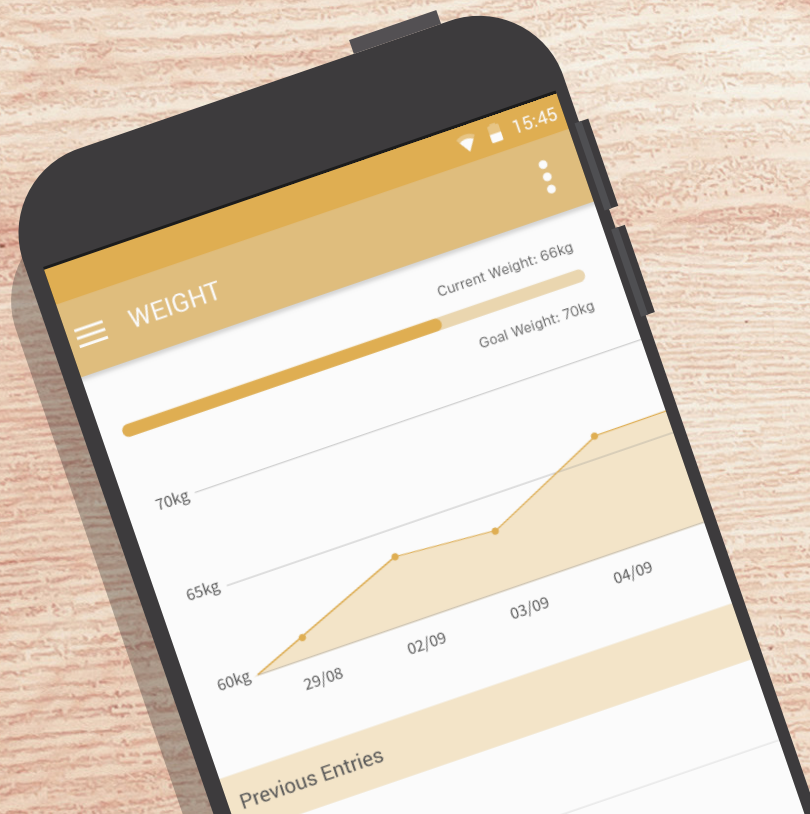 15:45
WEIGHT
Current Weight: 66kg
Goal Weight: 70kg
70kg
65kg
60kg
29/08
02/09
03/09
04/09
Previous Entries